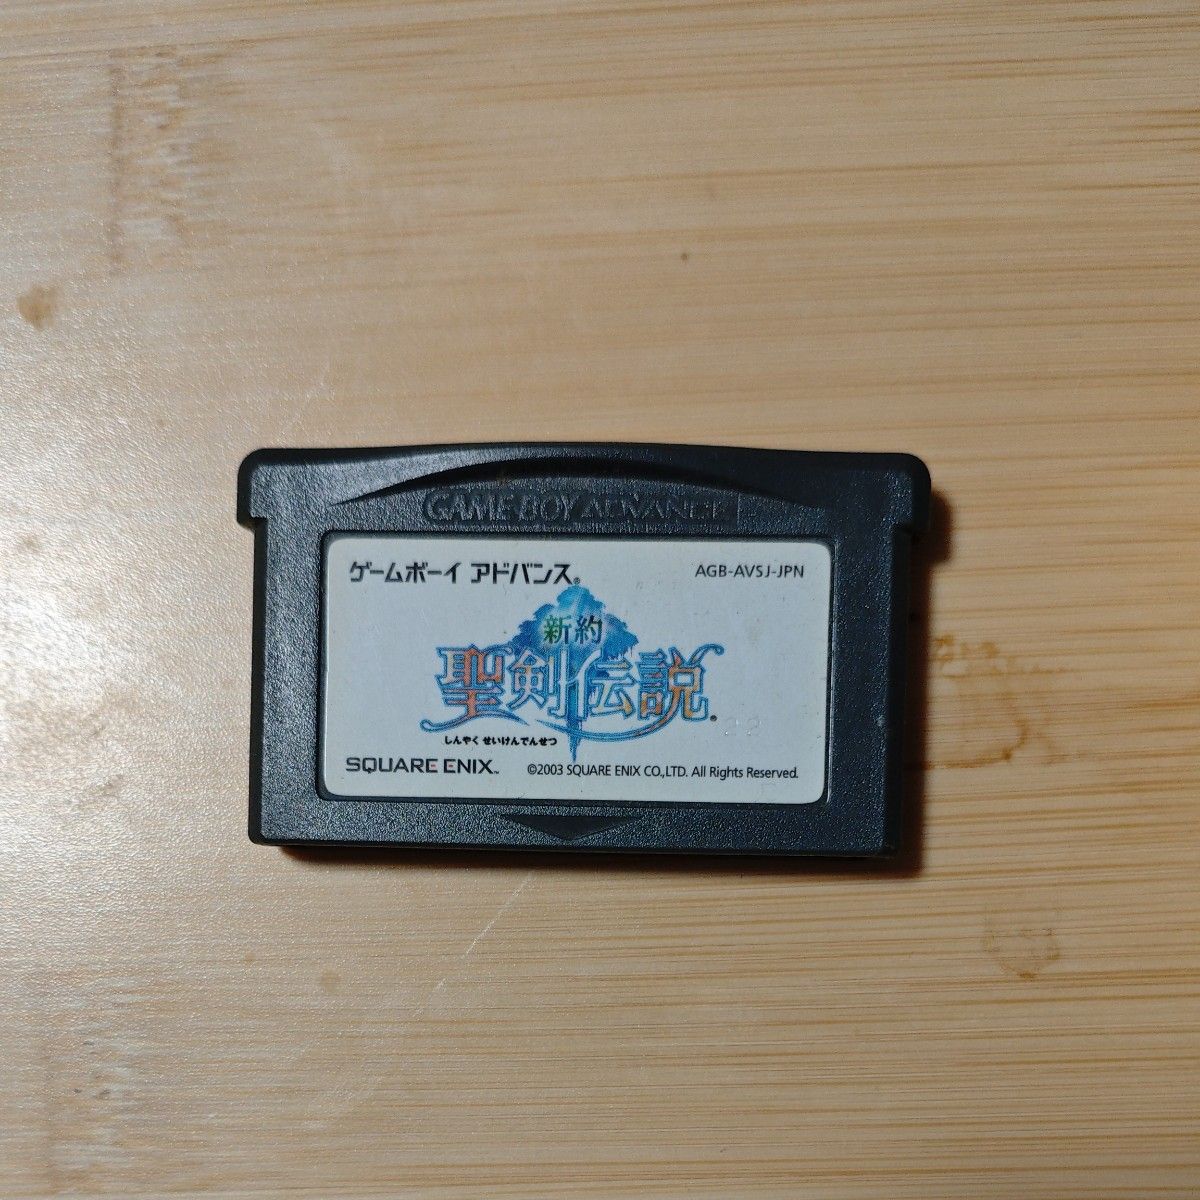 GAME BOY ADVANCE
ゲームボーイ アドバンス®
AGB-AVSJ-JPN
新約
聖剣伝説®
しんやく せいけんでんせつ
SQUARE ENIX™
©2003 SQUARE ENIX CO.,LTD. All Rights Reserved.
22